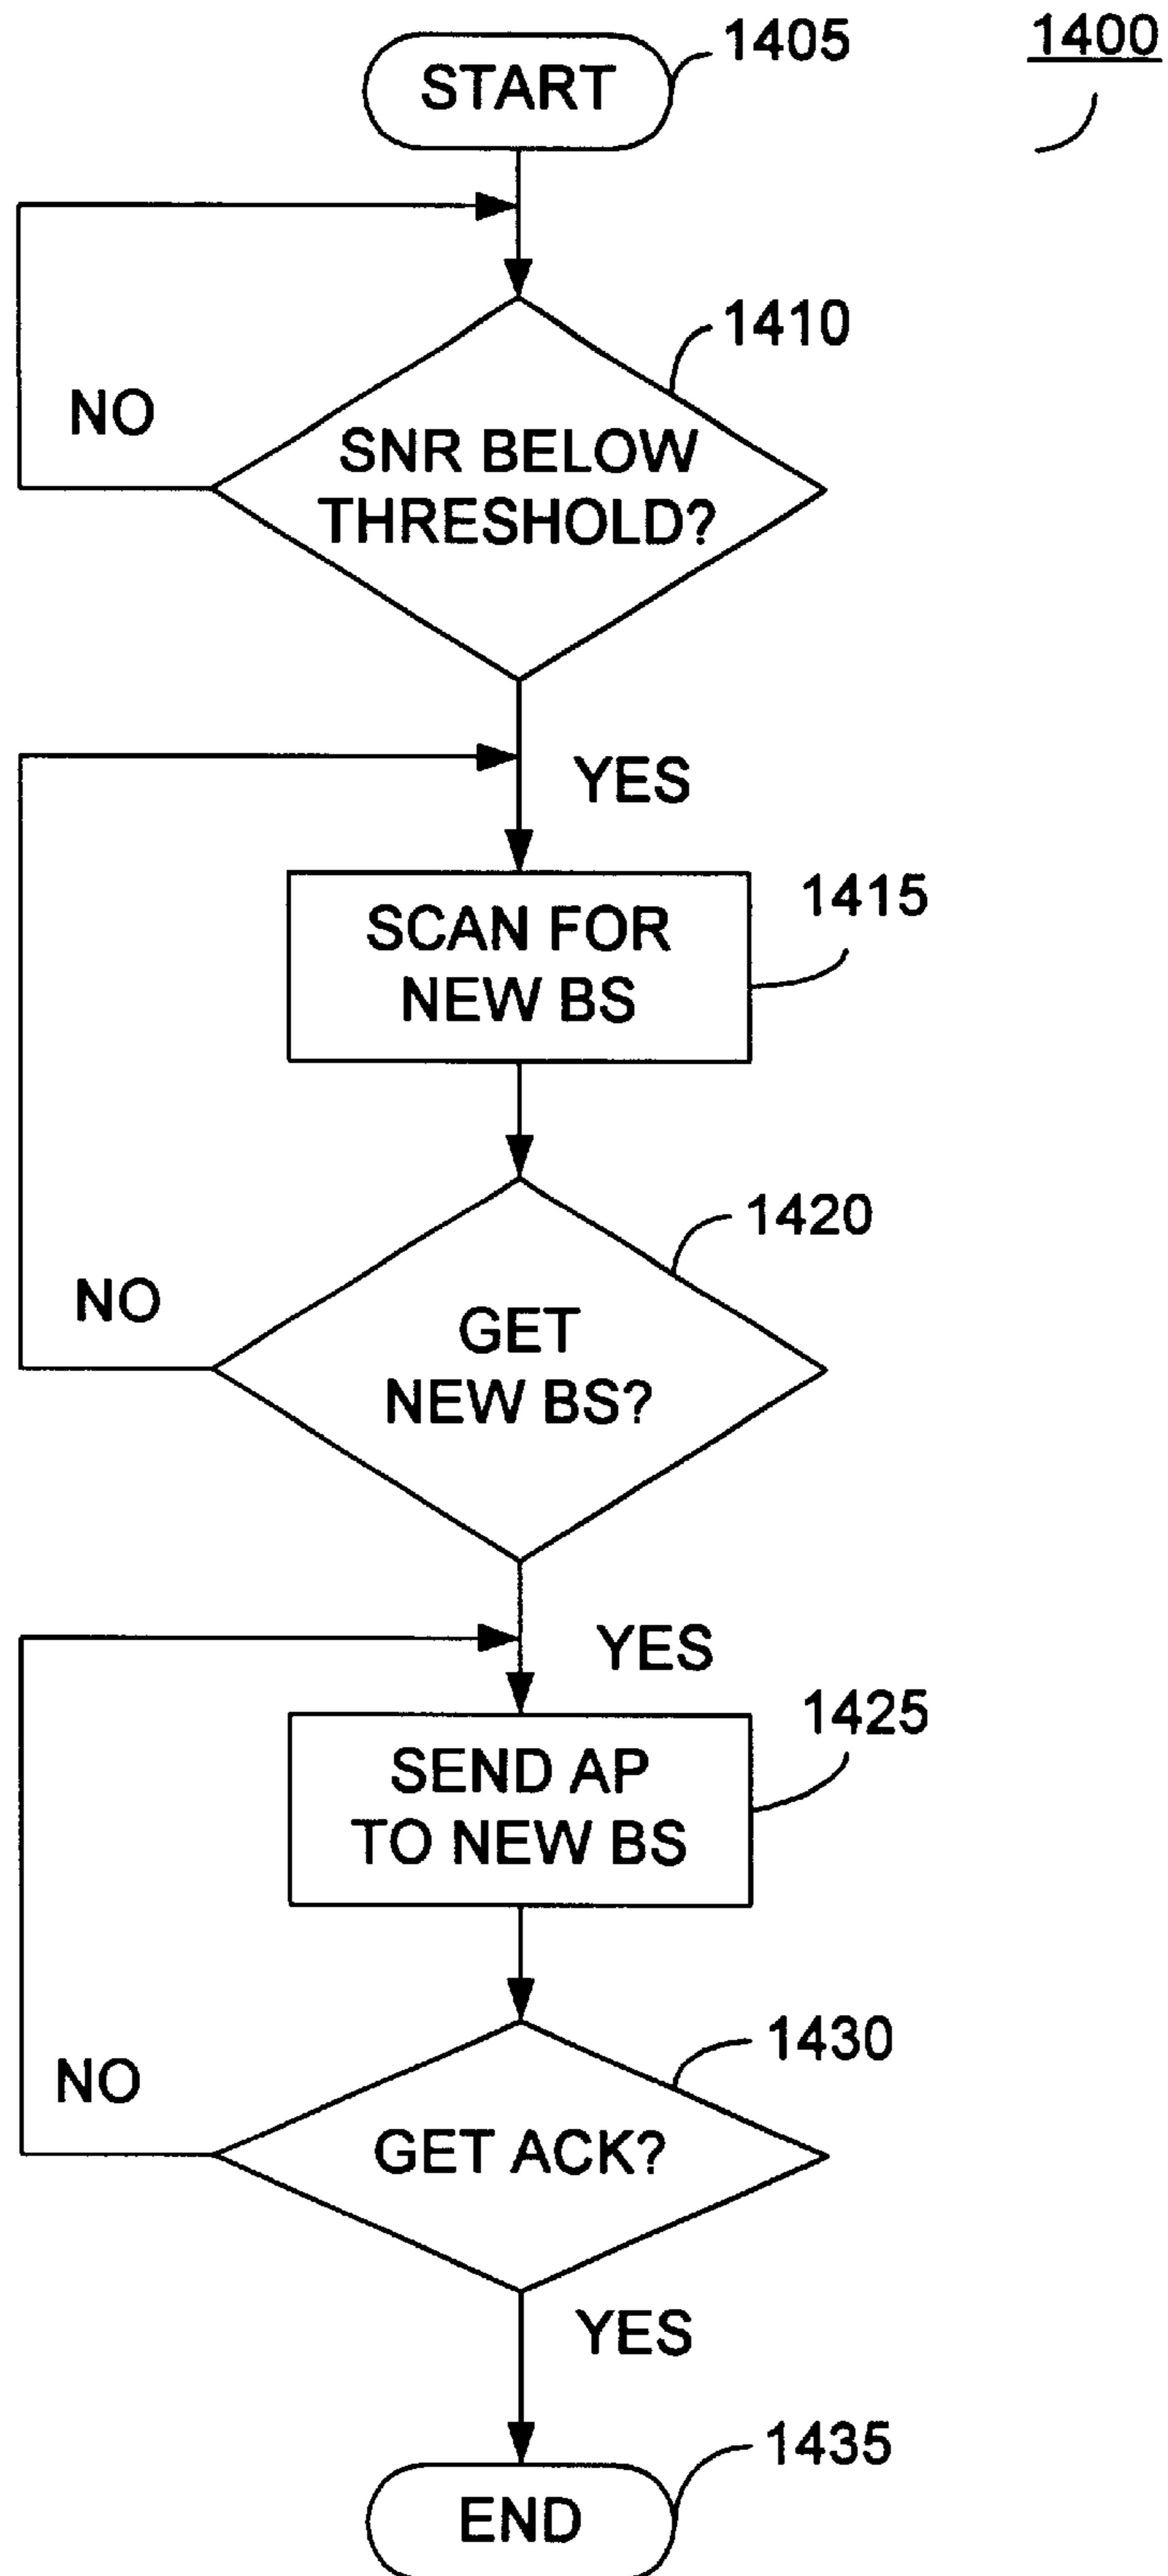 1400
START
1405
1410
NO
SNR BELOW
THRESHOLD?
YES
SCAN FOR
NEW BS
1415
1420
NO
GET
NEW BS?
YES
SEND AP
TO NEW BS
1425
1430
NO
GET ACK?
YES
1435
END